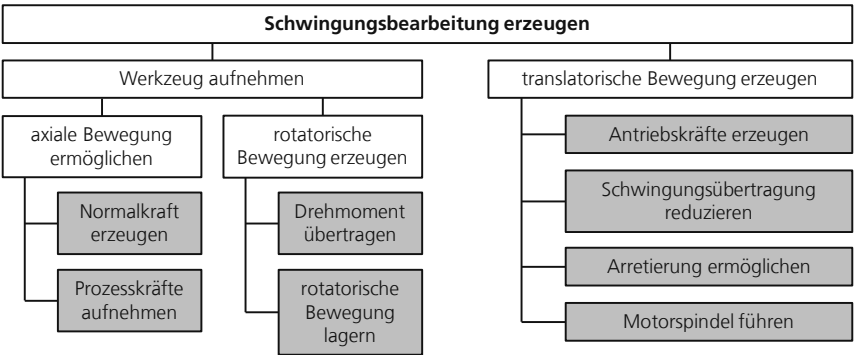 Schwingungsbearbeitung erzeugen
Werkzeug aufnehmen
translatorische Bewegung erzeugen
axiale Bewegung
ermöglichen
rotatorische
Bewegung erzeugen
Normalkraft
erzeugen
Prozesskräfte
aufnehmen
Drehmoment
übertragen
rotatorische
Bewegung
lagern
Antriebskräfte erzeugen
Schwingungsübertragung
reduzieren
Arretierung ermöglichen
Motorspindel führen